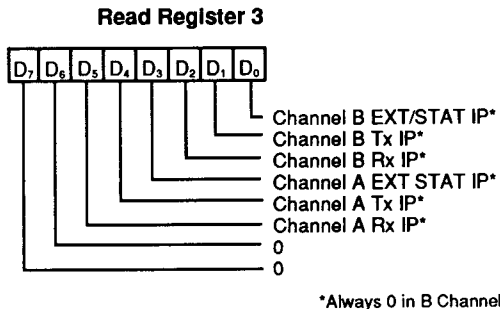 Read Register 3
D7 D6 D5 D4 D3 D2 D1 D0
Channel B EXT/STAT IP*
Channel B Tx IP*
Channel B Rx IP*
Channel A EXT STAT IP*
Channel A Tx IP*
Channel A Rx IP*
0
0
*Always 0 in B Channel